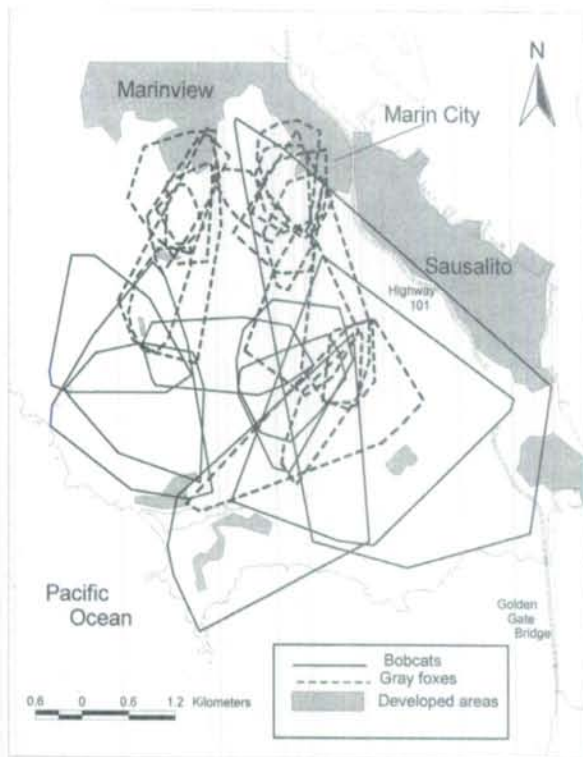 N
Marinview
Marin City
Sausalito
Highway
101
Pacific
Ocean
Golden
Gate
Bridge
Bobcats
Gray foxes
Developed areas
0.6 0 0.6 1.2 Kilometers